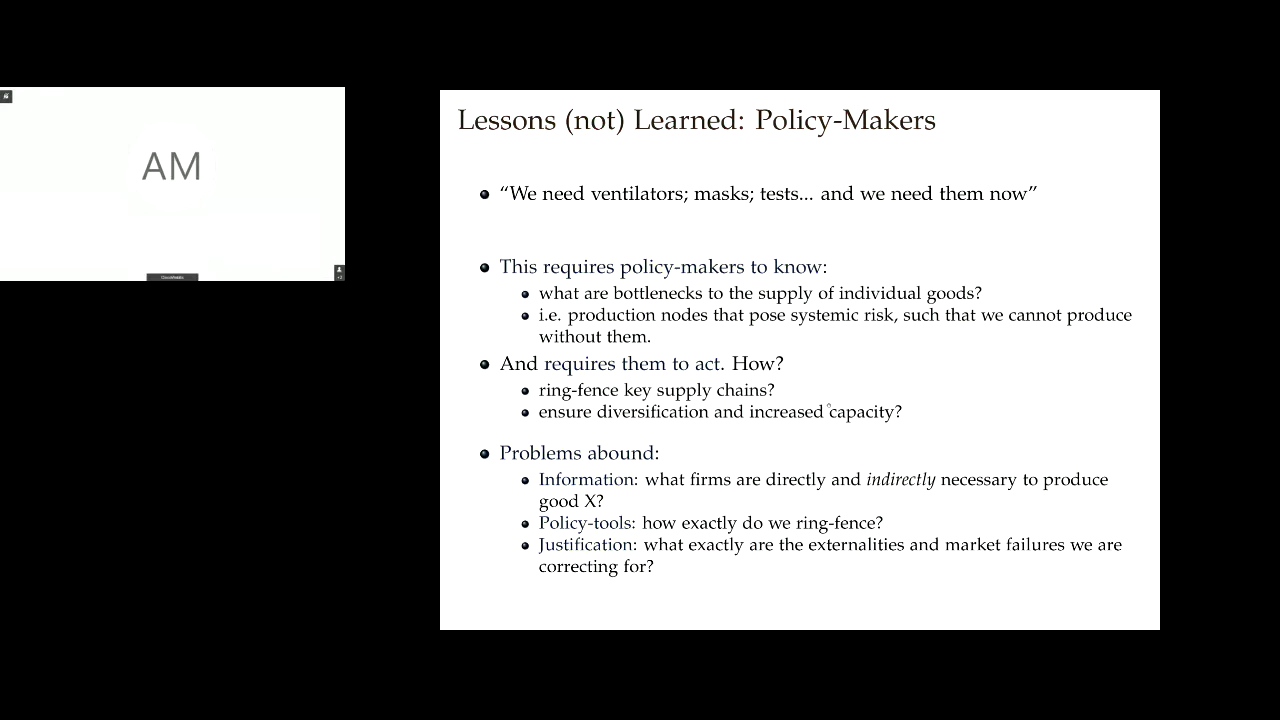 AM
Lessons (not) Learned: Policy-Makers
“We need ventilators; masks; tests... and we need them now”
This requires policy-makers to know:
what are bottlenecks to the supply of individual goods?
i.e. production nodes that pose systemic risk, such that we cannot produce
without them.
And requires them to act. How?
ring-fence key supply chains?
ensure diversification and increased capacity?
Problems abound:
Information: what firms are directly and indirectly necessary to produce
good X?
Policy-tools: how exactly do we ring-fence?
Justification: what exactly are the externalities and market failures we are
correcting for?